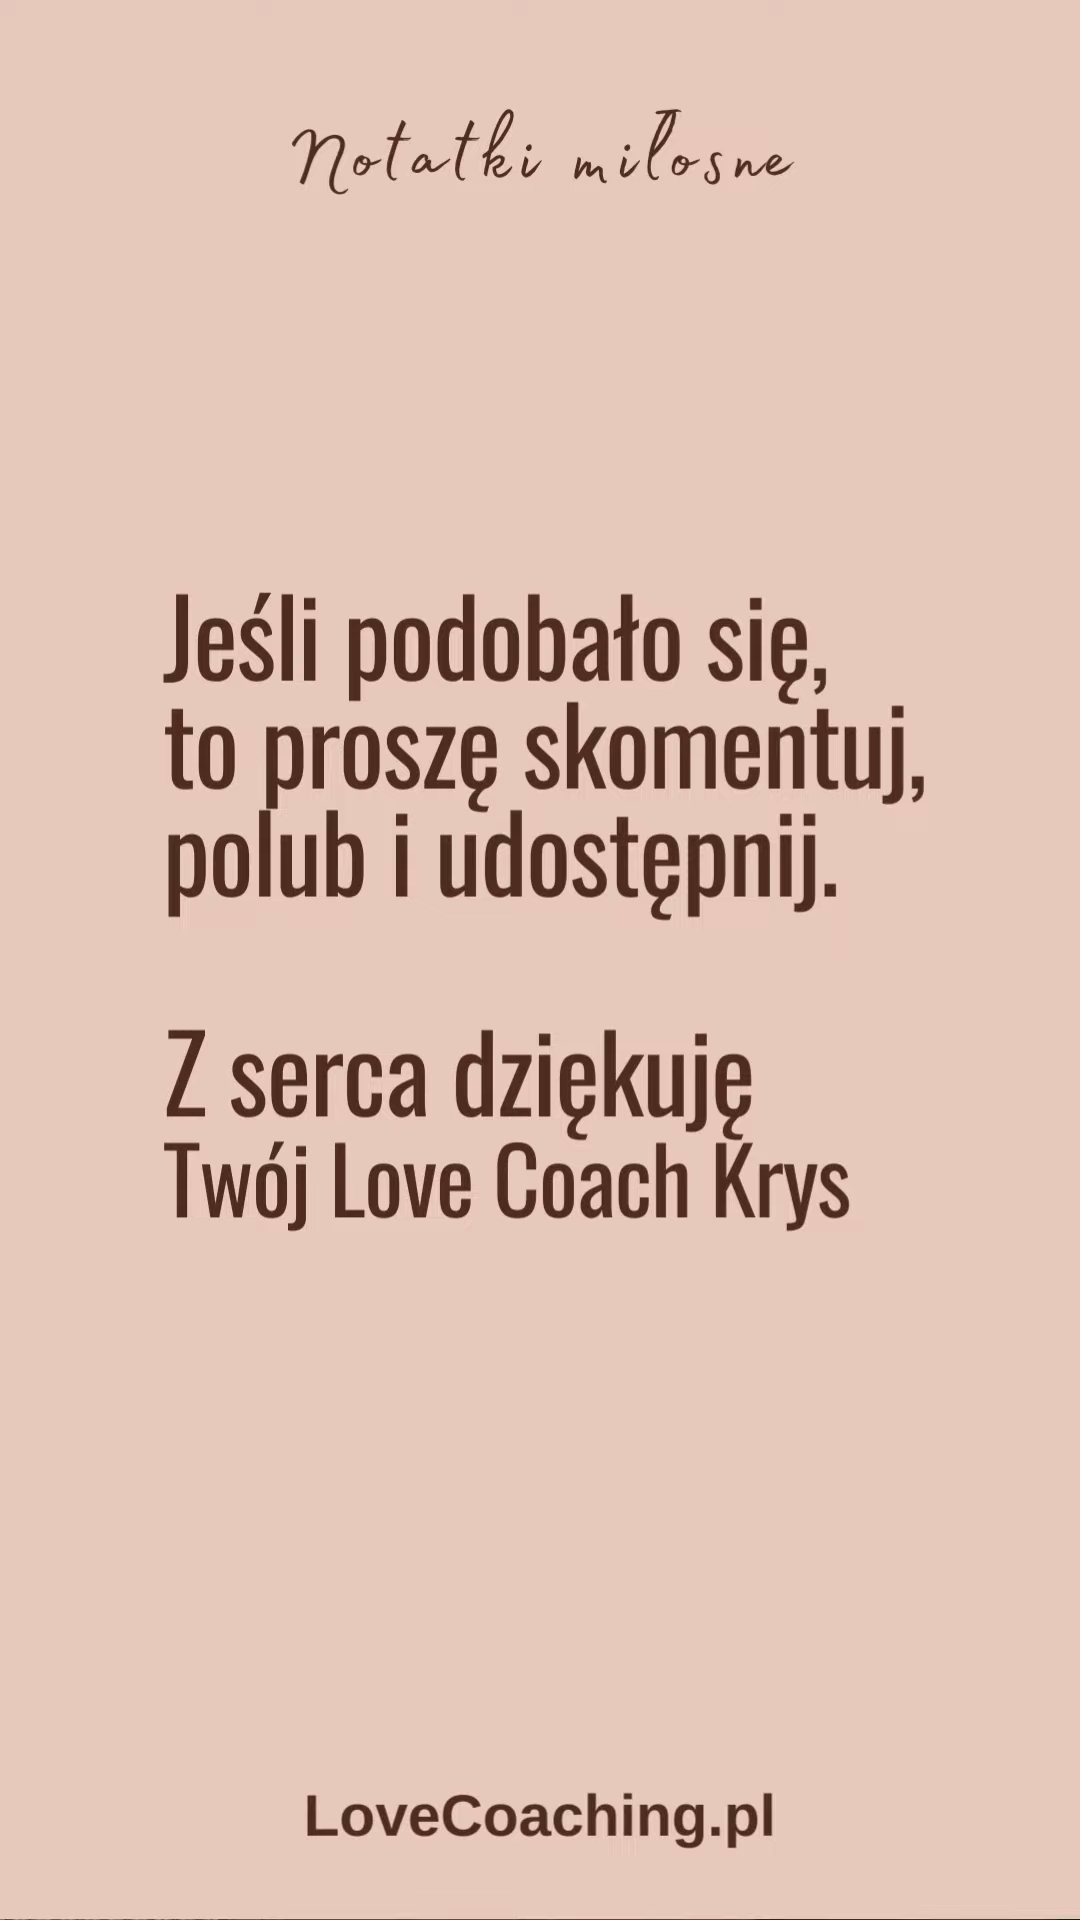 Notatki miłosne
Jeśli podobało się,
to proszę skomentuj,
polub i udostępnij.
Z serca dziękuję
Twój Love Coach Krys
LoveCoaching.pl